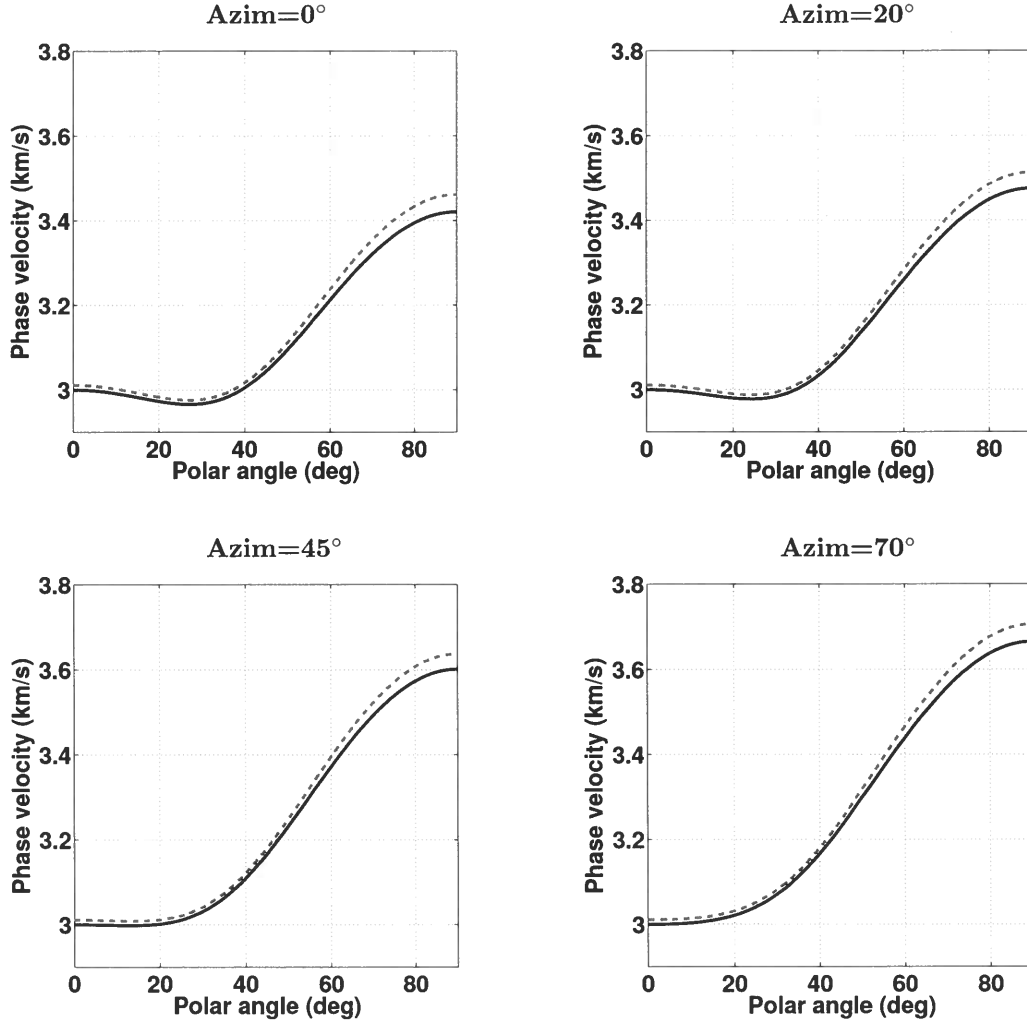 Azim=0°
3.8
3.6
3.4
3.2
3
Phase velocity (km/s)
0 20 40 60 80
Polar angle (deg)
Azim=20°
3.8
3.6
3.4
3.2
3
Phase velocity (km/s)
0 20 40 60 80
Polar angle (deg)
Azim=45°
3.8
3.6
3.4
3.2
3
Phase velocity (km/s)
0 20 40 60 80
Polar angle (deg)
Azim=70°
3.8
3.6
3.4
3.2
3
Phase velocity (km/s)
0 20 40 60 80
Polar angle (deg)